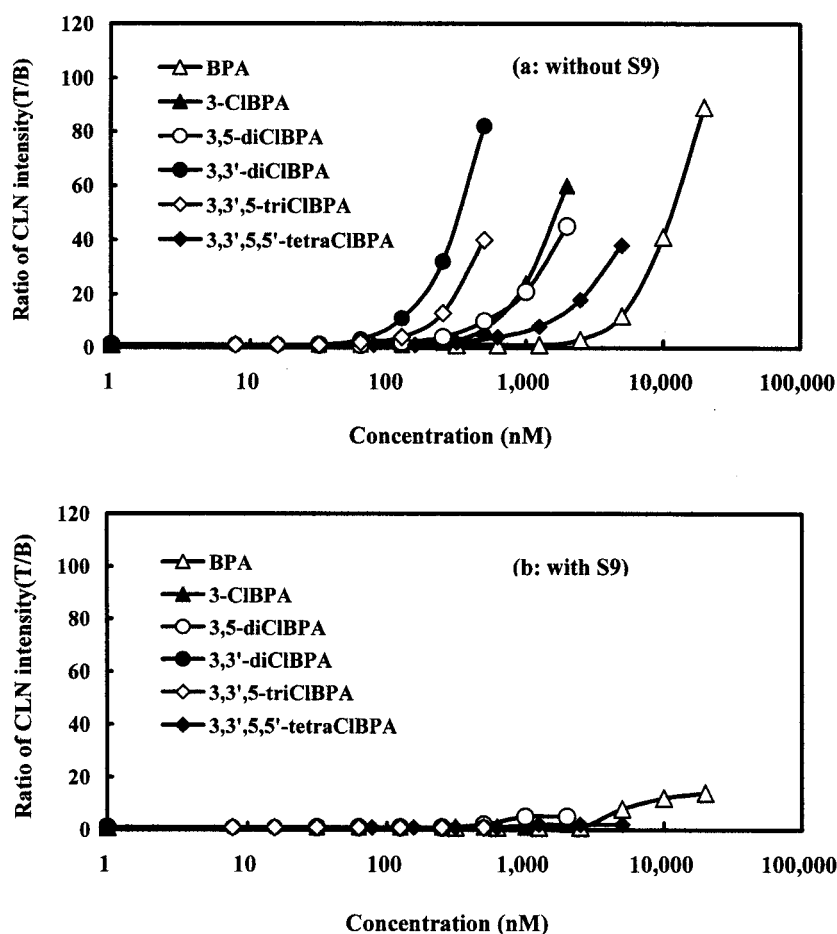 120
100
80
60
40
20
0
Ratio of CLN intensity(T/B)
BPA
3-ClBPA
3,5-diClBPA
3,3'-diClBPA
3,3',5-triClBPA
3,3',5,5'-tetraClBPA
(a: without S9)
1 10 100 1,000 10,000 100,000
Concentration (nM)
120
100
80
60
40
20
0
Ratio of CLN intensity(T/B)
BPA
3-ClBPA
3,5-diClBPA
3,3'-diClBPA
3,3',5-triClBPA
3,3',5,5'-tetraClBPA
(b: with S9)
1 10 100 1,000 10,000 100,000
Concentration (nM)